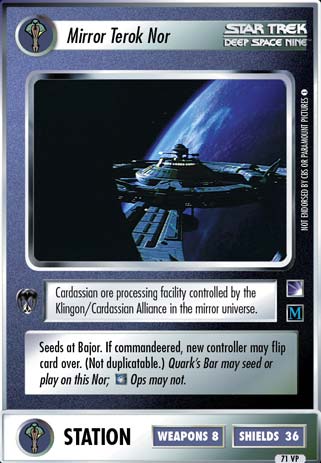 Mirror Terok Nor
STAR TREK
DEEP SPACE NINE
NOT ENDORSED BY CBS OR PARAMOUNT PICTURES
Cardassian ore processing facility controlled by the
Klingon/Cardassian Alliance in the mirror universe.
M
Seeds at Bajor. If commandeered, new controller may flip
card over. (Not duplicatable.) Quark's Bar may seed or
play on this Nor; Ops may not.
STATION WEAPONS 8 SHIELDS 36
71 VP